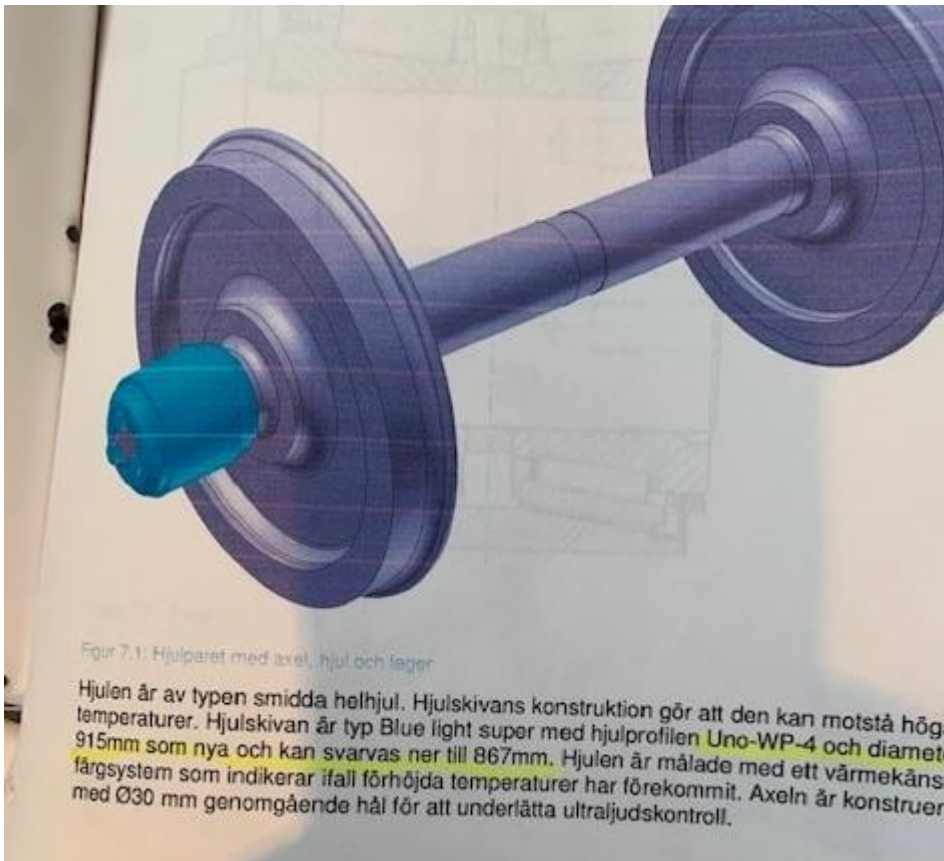 Figur 7.1: Hjulparet med axel, hjul och lager
Hjulen är av typen smidda helhjul. Hjulskivans konstruktion gör att den kan motstå hög
temperaturer. Hjulskivan är typ Blue light super med hjulprofilen Uno-WP-4 och diamet
915mm som nya och kan svarvas ner till 867mm. Hjulen är målade med ett värmekäns
färgsystem som indikerar ifall förhöjda temperaturer har förekommit. Axeln är konstruer
med Ø30 mm genomgående hål för att underlätta ultraljudskontroll.